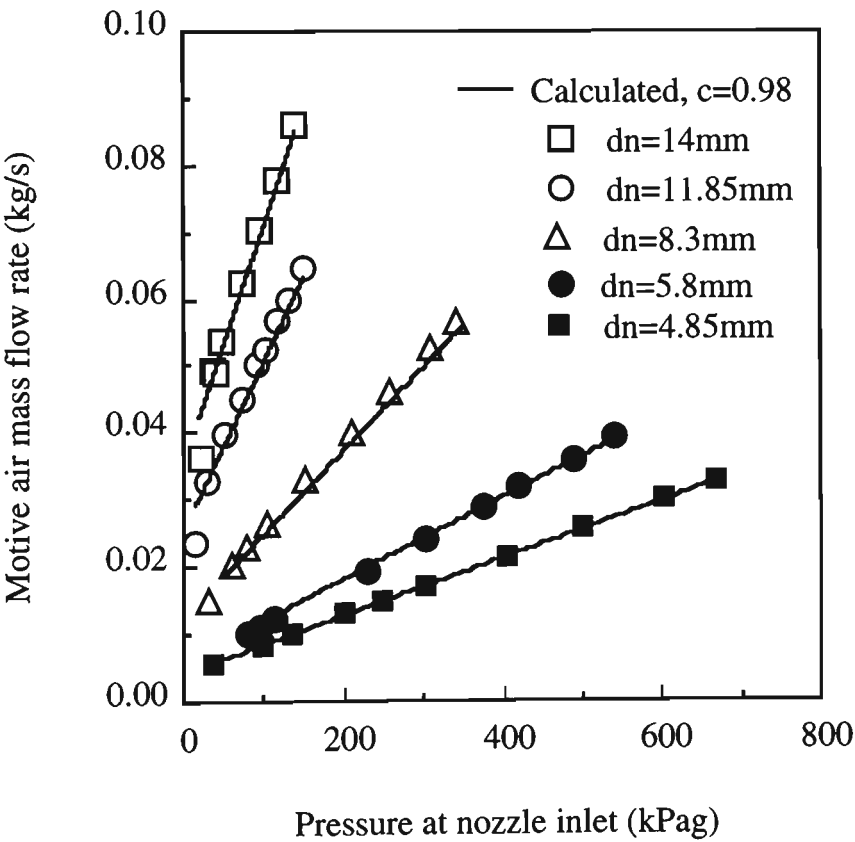 0.10
0.08
0.06
0.04
0.02
0.00
Motive air mass flow rate (kg/s)
Calculated, c=0.98
dn=14mm
dn=11.85mm
dn=8.3mm
dn=5.8mm
dn=4.85mm
0 200 400 600 800
Pressure at nozzle inlet (kPag)